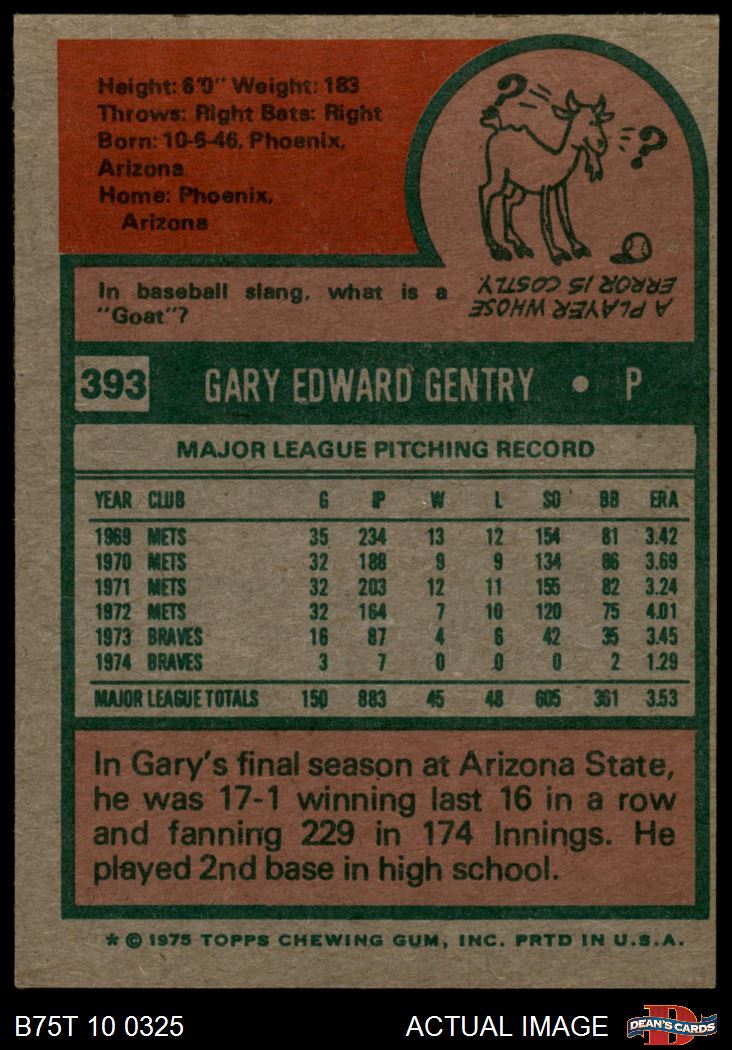 Height: 6'0" Weight: 183
Throws: Right Bats: Right
Born: 10-6-46, Phoenix,
Arizona
Home: Phoenix,
Arizona
? ?
In baseball slang, what is a
"Goat"?
A PLAYER WHOSE
ERROR IS COSTLY.
393 GARY EDWARD GENTRY • P
MAJOR LEAGUE PITCHING RECORD
YEAR CLUB G IP W L SO BB ERA
1969 METS 35 234 13 12 154 81 3.42
1970 METS 32 188 9 9 134 86 3.69
1971 METS 32 203 12 11 155 82 3.24
1972 METS 32 164 7 10 120 75 4.01
1973 BRAVES 16 87 4 6 42 35 3.45
1974 BRAVES 3 7 0 0 0 2 1.29
MAJOR LEAGUE TOTALS 150 883 45 48 605 361 3.53
In Gary's final season at Arizona State,
he was 17-1 winning last 16 in a row
and fanning 229 in 174 Innings. He
played 2nd base in high school.
* © 1975 TOPPS CHEWING GUM, INC. PRTD IN U.S.A.
B75T 10 0325 ACTUAL IMAGE DEAN'S CARDS